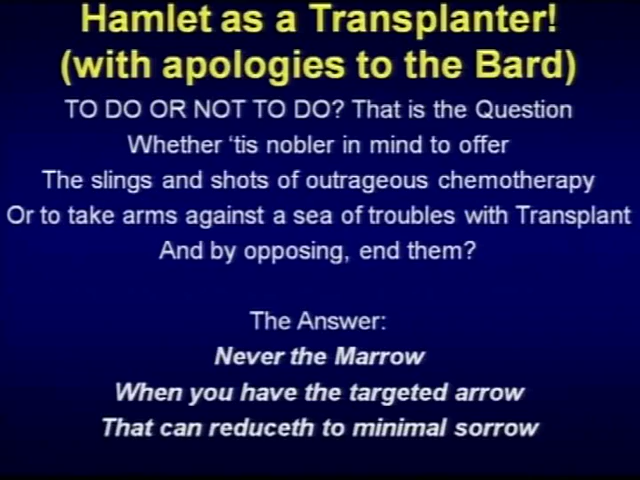 Hamlet as a Transplanter!
(with apologies to the Bard)
TO DO OR NOT TO DO? That is the Question
Whether ‘tis nobler in mind to offer
The slings and shots of outrageous chemotherapy
Or to take arms against a sea of troubles with Transplant
And by opposing, end them?
The Answer:
Never the Marrow
When you have the targeted arrow
That can reduceth to minimal sorrow